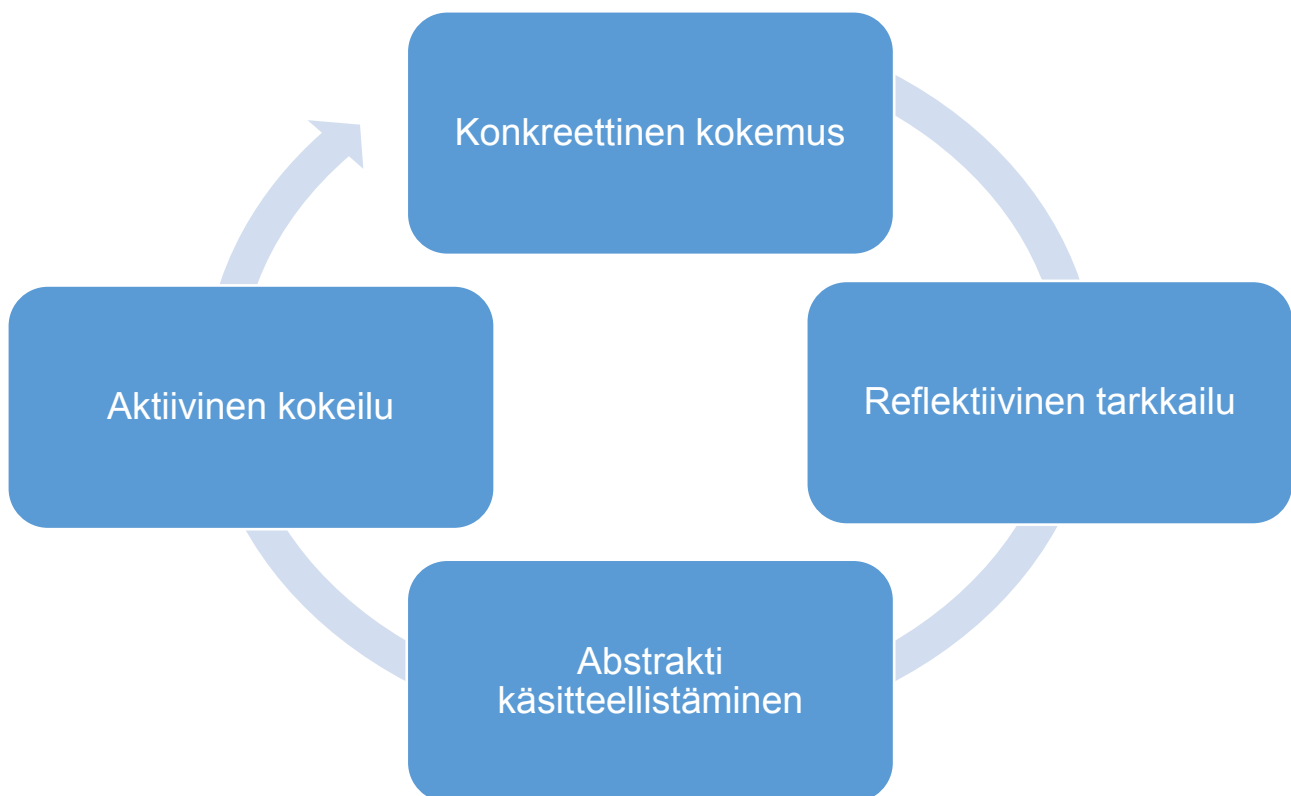 Konkreettinen kokemus
Reflektiivinen tarkkailu
Abstrakti
käsitteellistäminen
Aktiivinen kokeilu